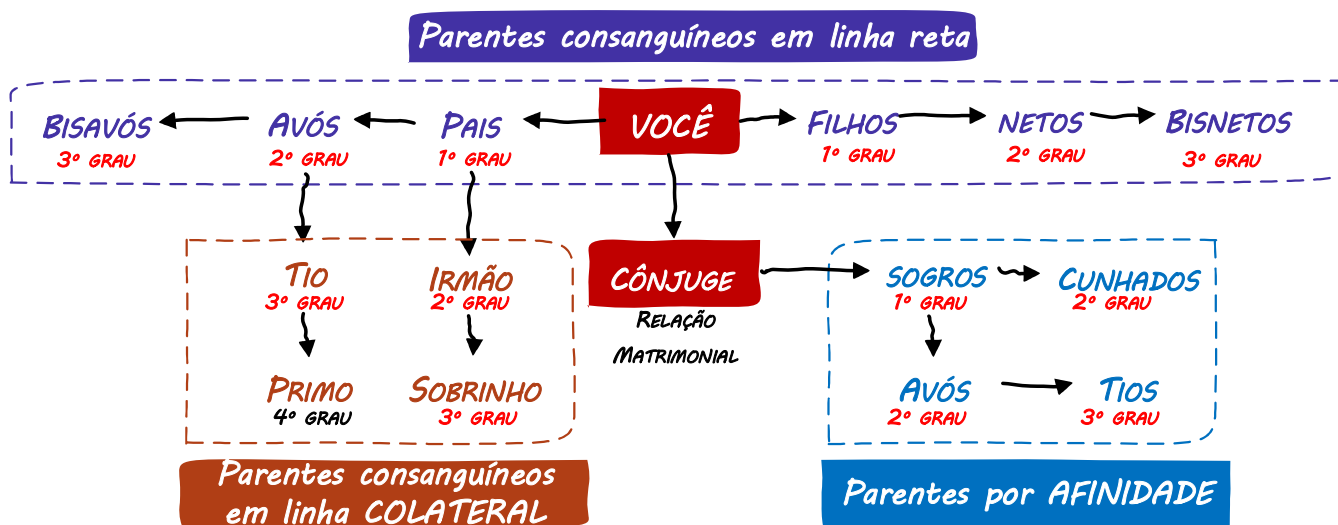 Parentes consanguíneos em linha reta
BISAVÓS
3º GRAU
AVÓS
2º GRAU
PAIS
1º GRAU
VOCÊ
FILHOS
1º GRAU
NETOS
2º GRAU
BISNETOS
3º GRAU
TIO
3º GRAU
IRMÃO
2º GRAU
PRIMO
4º GRAU
SOBRINHO
3º GRAU
Parentes consanguíneos
em linha COLATERAL
CÔNJUGE
RELAÇÃO
MATRIMONIAL
SOGROS
1º GRAU
CUNHADOS
2º GRAU
AVÓS
2º GRAU
TIOS
3º GRAU
Parentes por AFINIDADE